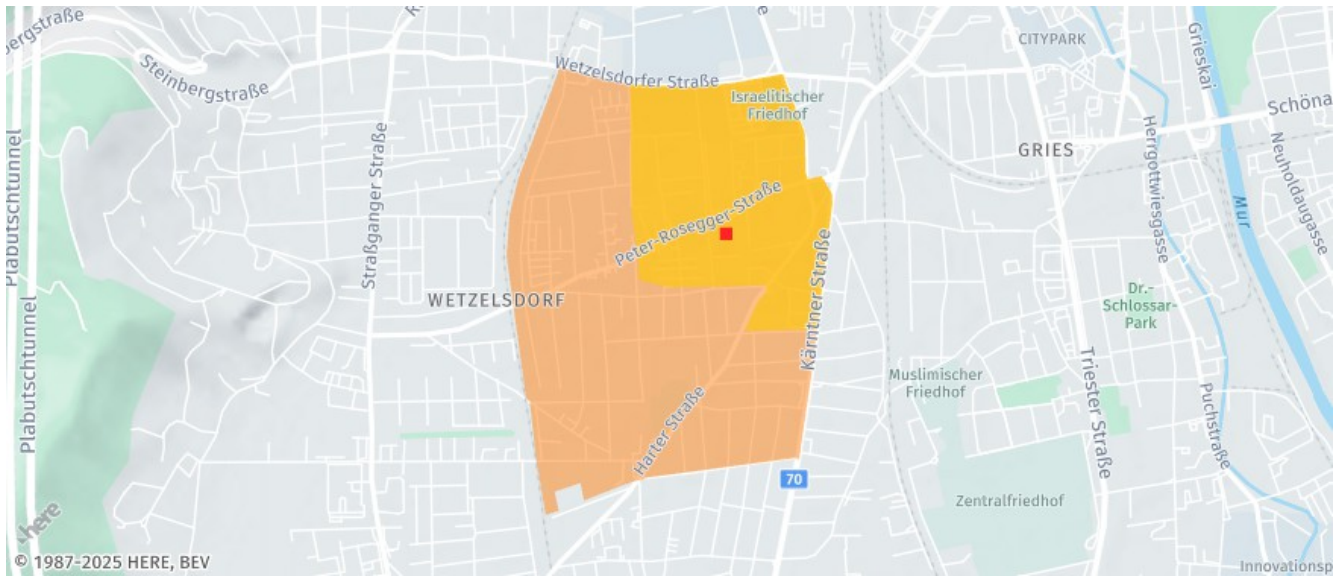 bergstraße
Steinbergstraße
Wetzelsdorfer Straße
CITYPARK
Grieskai
Israelitischer
Friedhof
Schöna
GRIES
Herrgottwiesgasse
Neuholdaugasse
Plabutschtunnel
Straßganger Straße
Peter-Rosegger-Straße
Mur
WETZELSDORF
Kärntner Straße
Dr.-
Schlossar-
Park
Plabutschtunnel
Muslimischer
Friedhof
Triester Straße
Puchstraße
Harter Straße
70
Zentralfriedhof
here
© 1987-2025 HERE, BEV
Innovationsp